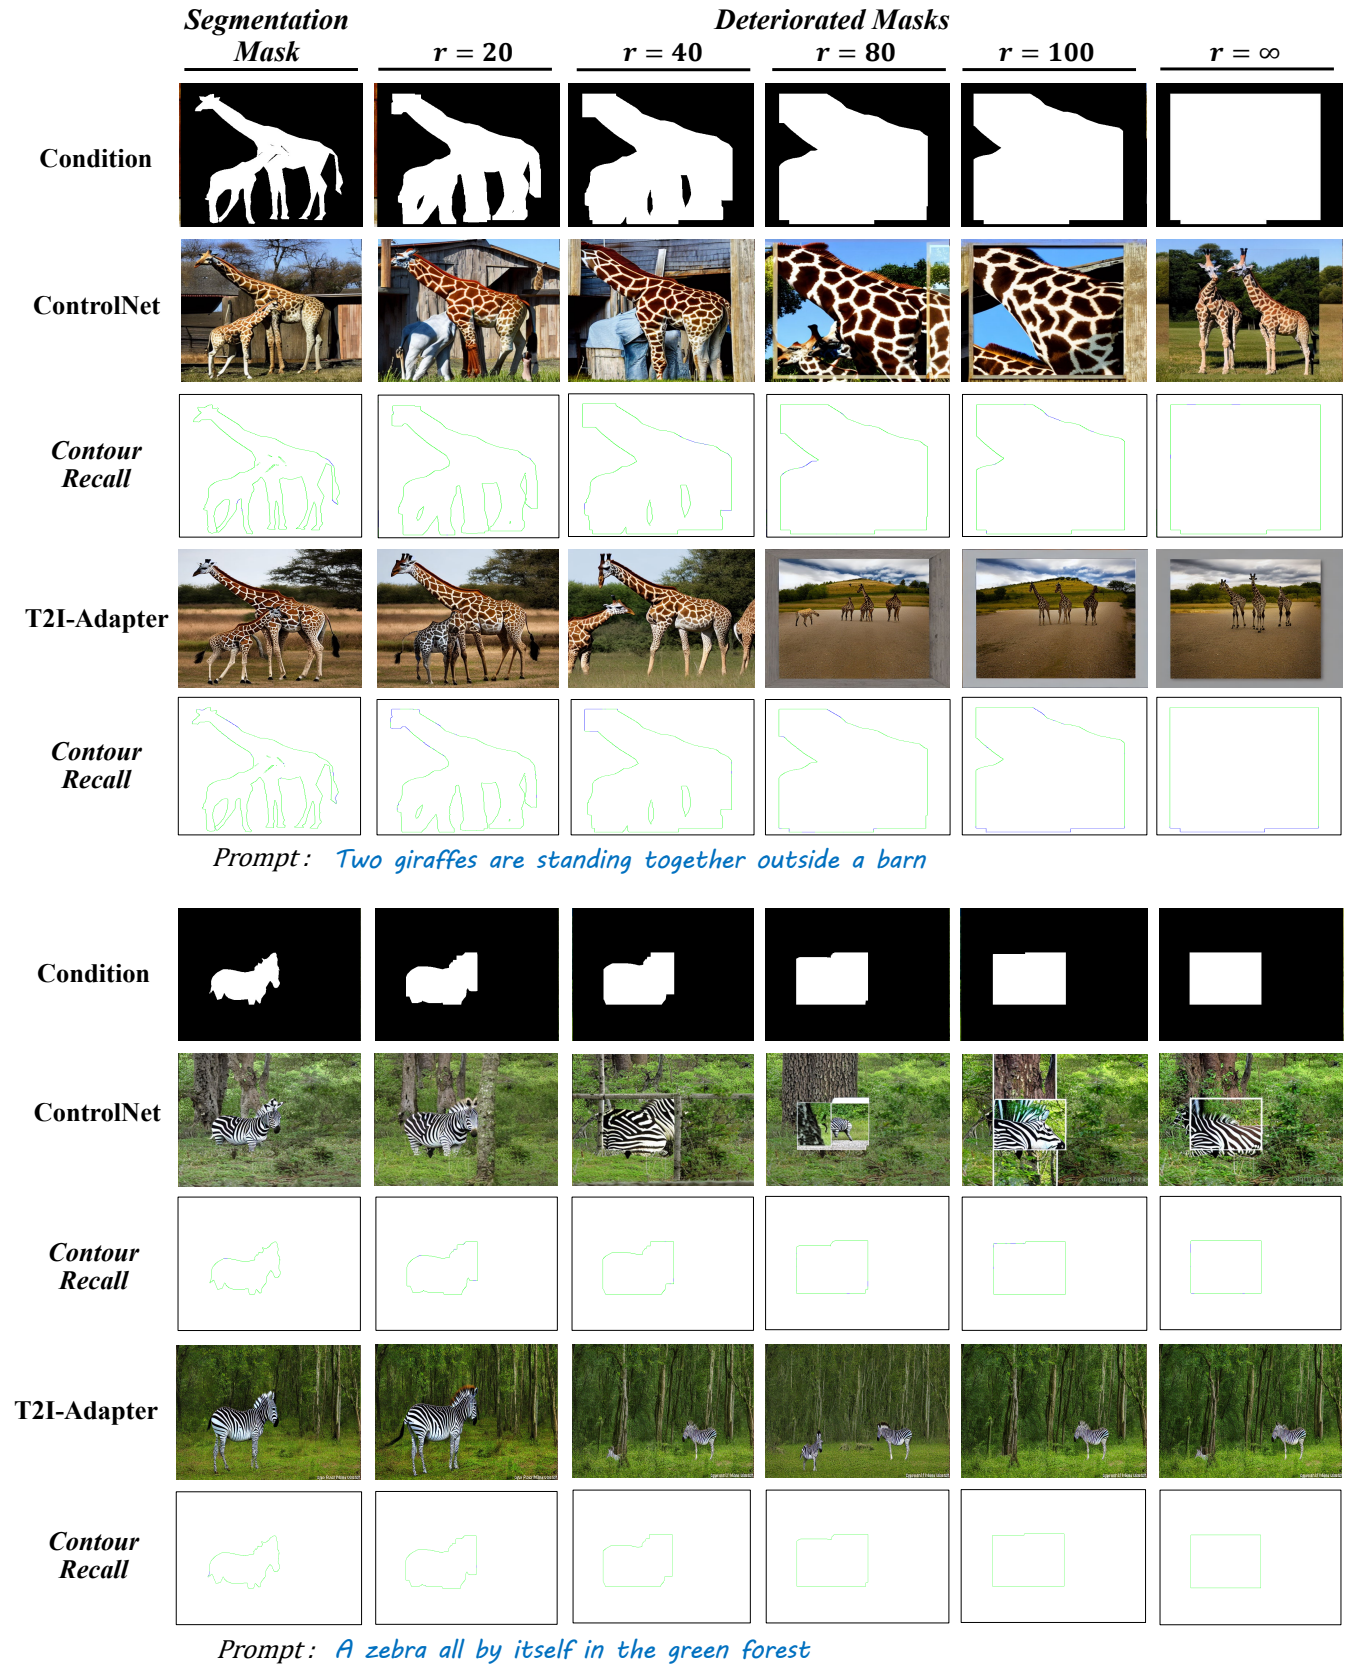 Segmentation Mask
Deteriorated Masks
r = 20
r = 40
r = 80
r = 100
r = ∞
Condition
ControlNet
Contour
Recall
T2I-Adapter
Contour
Recall
Prompt: Two giraffes are standing together outside a barn
Condition
ControlNet
Contour
Recall
T2I-Adapter
Contour
Recall
Prompt: A zebra all by itself in the green forest